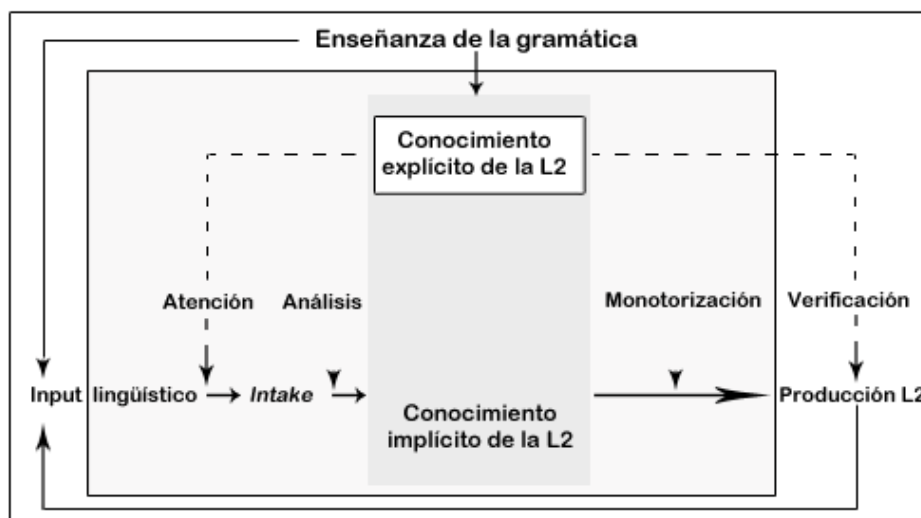 Enseñanza de la gramática
Conocimiento
explícito de la L2
Atención
Análisis
Monotorización
Verificación
Input lingüístico
Intake
Conocimiento
implícito de la L2
Producción L2